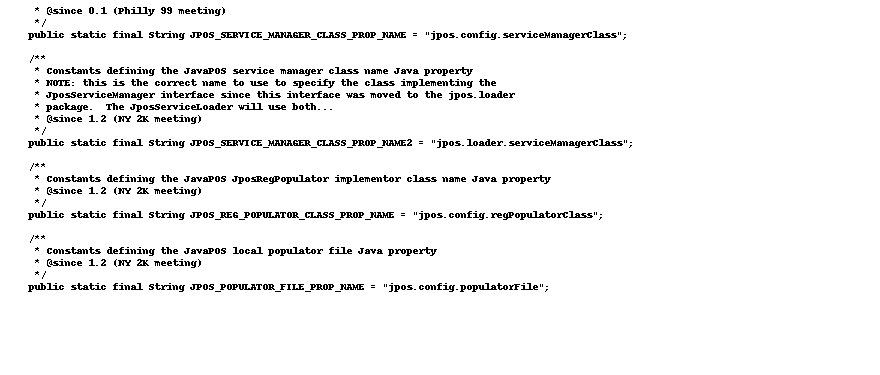 * @since 0.1 (Philly 99 meeting)
*/
public static final String JPOS_SERVICE_MANAGER_CLASS_PROP_NAME = "jpos.config.serviceManagerClass";
/**
* Constants defining the JavaPOS service manager class name Java property
* NOTE: this is the correct name to use to specify the class implementing the
* JposServiceManager interface since this interface was moved to the jpos.loader
* package.  The JposServiceLoader will use both...
* @since 1.2 (NY 2K meeting)
*/
public static final String JPOS_SERVICE_MANAGER_CLASS_PROP_NAME2 = "jpos.loader.serviceManagerClass";
/**
* Constants defining the JavaPOS JposRegPopulator implementor class name Java property
* @since 1.2 (NY 2K meeting)
*/
public static final String JPOS_REG_POPULATOR_CLASS_PROP_NAME = "jpos.config.regPopulatorClass";
/**
* Constants defining the JavaPOS local populator file Java property
* @since 1.2 (NY 2K meeting)
*/
public static final String JPOS_POPULATOR_FILE_PROP_NAME = "jpos.config.populatorFile";